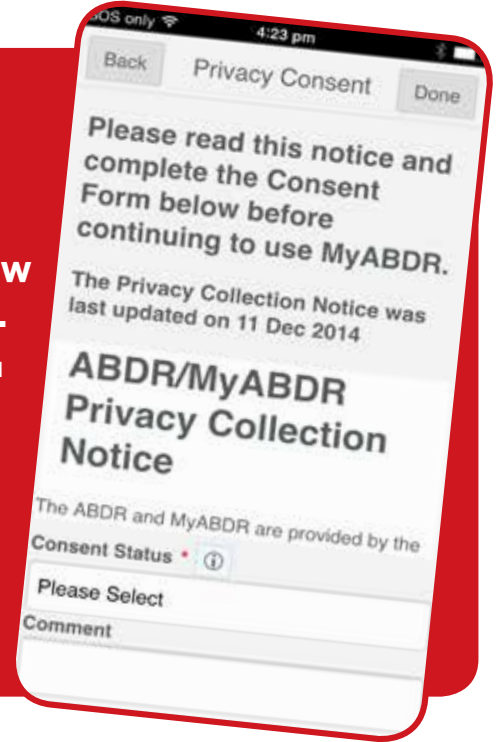 SOS only 4:23 pm
Back Privacy Consent Done
Please read this notice and
complete the Consent
Form below before
continuing to use MyABDR.
The Privacy Collection Notice was
last updated on 11 Dec 2014
ABDR/MyABDR
Privacy Collection
Notice
The ABDR and MyABDR are provided by the
Consent Status *
Please Select
Comment